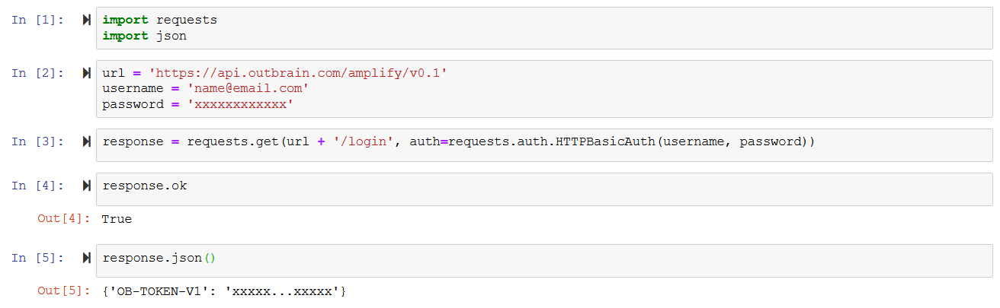 In [1]: import requests
import json
In [2]: url = 'https://api.outbrain.com/amplify/v0.1'
username = 'name@email.com'
password = 'xxxxxxxxxxxx'
In [3]: response = requests.get(url + '/login', auth=requests.auth.HTTPBasicAuth(username, password))
In [4]: response.ok
Out[4]: True
In [5]: response.json()
Out[5]: {'OB-TOKEN-V1': 'xxxxx...xxxxx'}